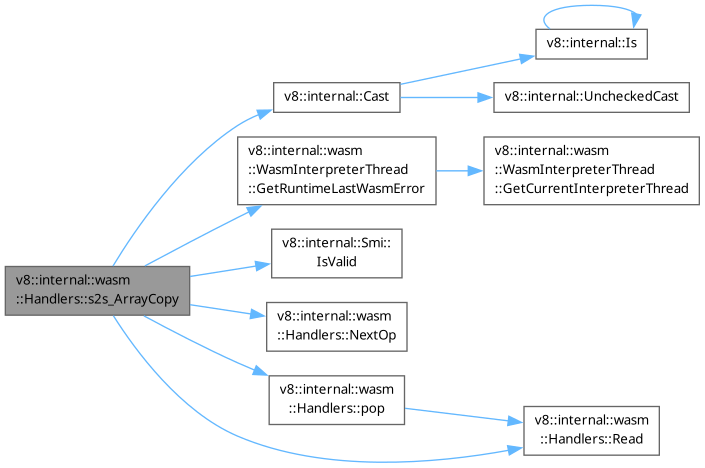 v8::internal::wasm
::Handlers::s2s_ArrayCopy
v8::internal::Cast
v8::internal::Is
v8::internal::UncheckedCast
v8::internal::wasm
::WasmInterpreterThread
::GetRuntimeLastWasmError
v8::internal::wasm
::WasmInterpreterThread
::GetCurrentInterpreterThread
v8::internal::Smi::
IsValid
v8::internal::wasm
::Handlers::NextOp
v8::internal::wasm
::Handlers::pop
v8::internal::wasm
::Handlers::Read